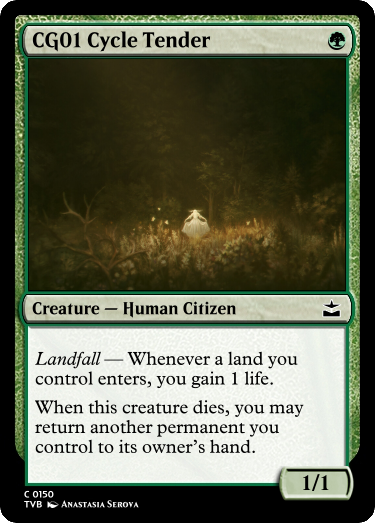 CG01 Cycle Tender
Creature — Human Citizen
Landfall — Whenever a land you
control enters, you gain 1 life.
When this creature dies, you may
return another permanent you
control to its owner's hand.
1/1
C 0150
TVB Anastasia Serova